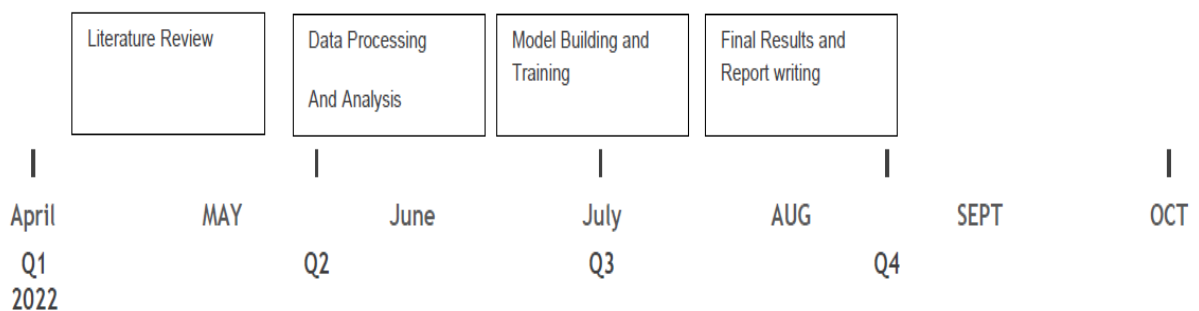 Literature Review
Data Processing
And Analysis
Model Building and
Training
Final Results and
Report writing
April MAY June July AUG SEPT OCT
Q1 Q2 Q3 Q4
2022